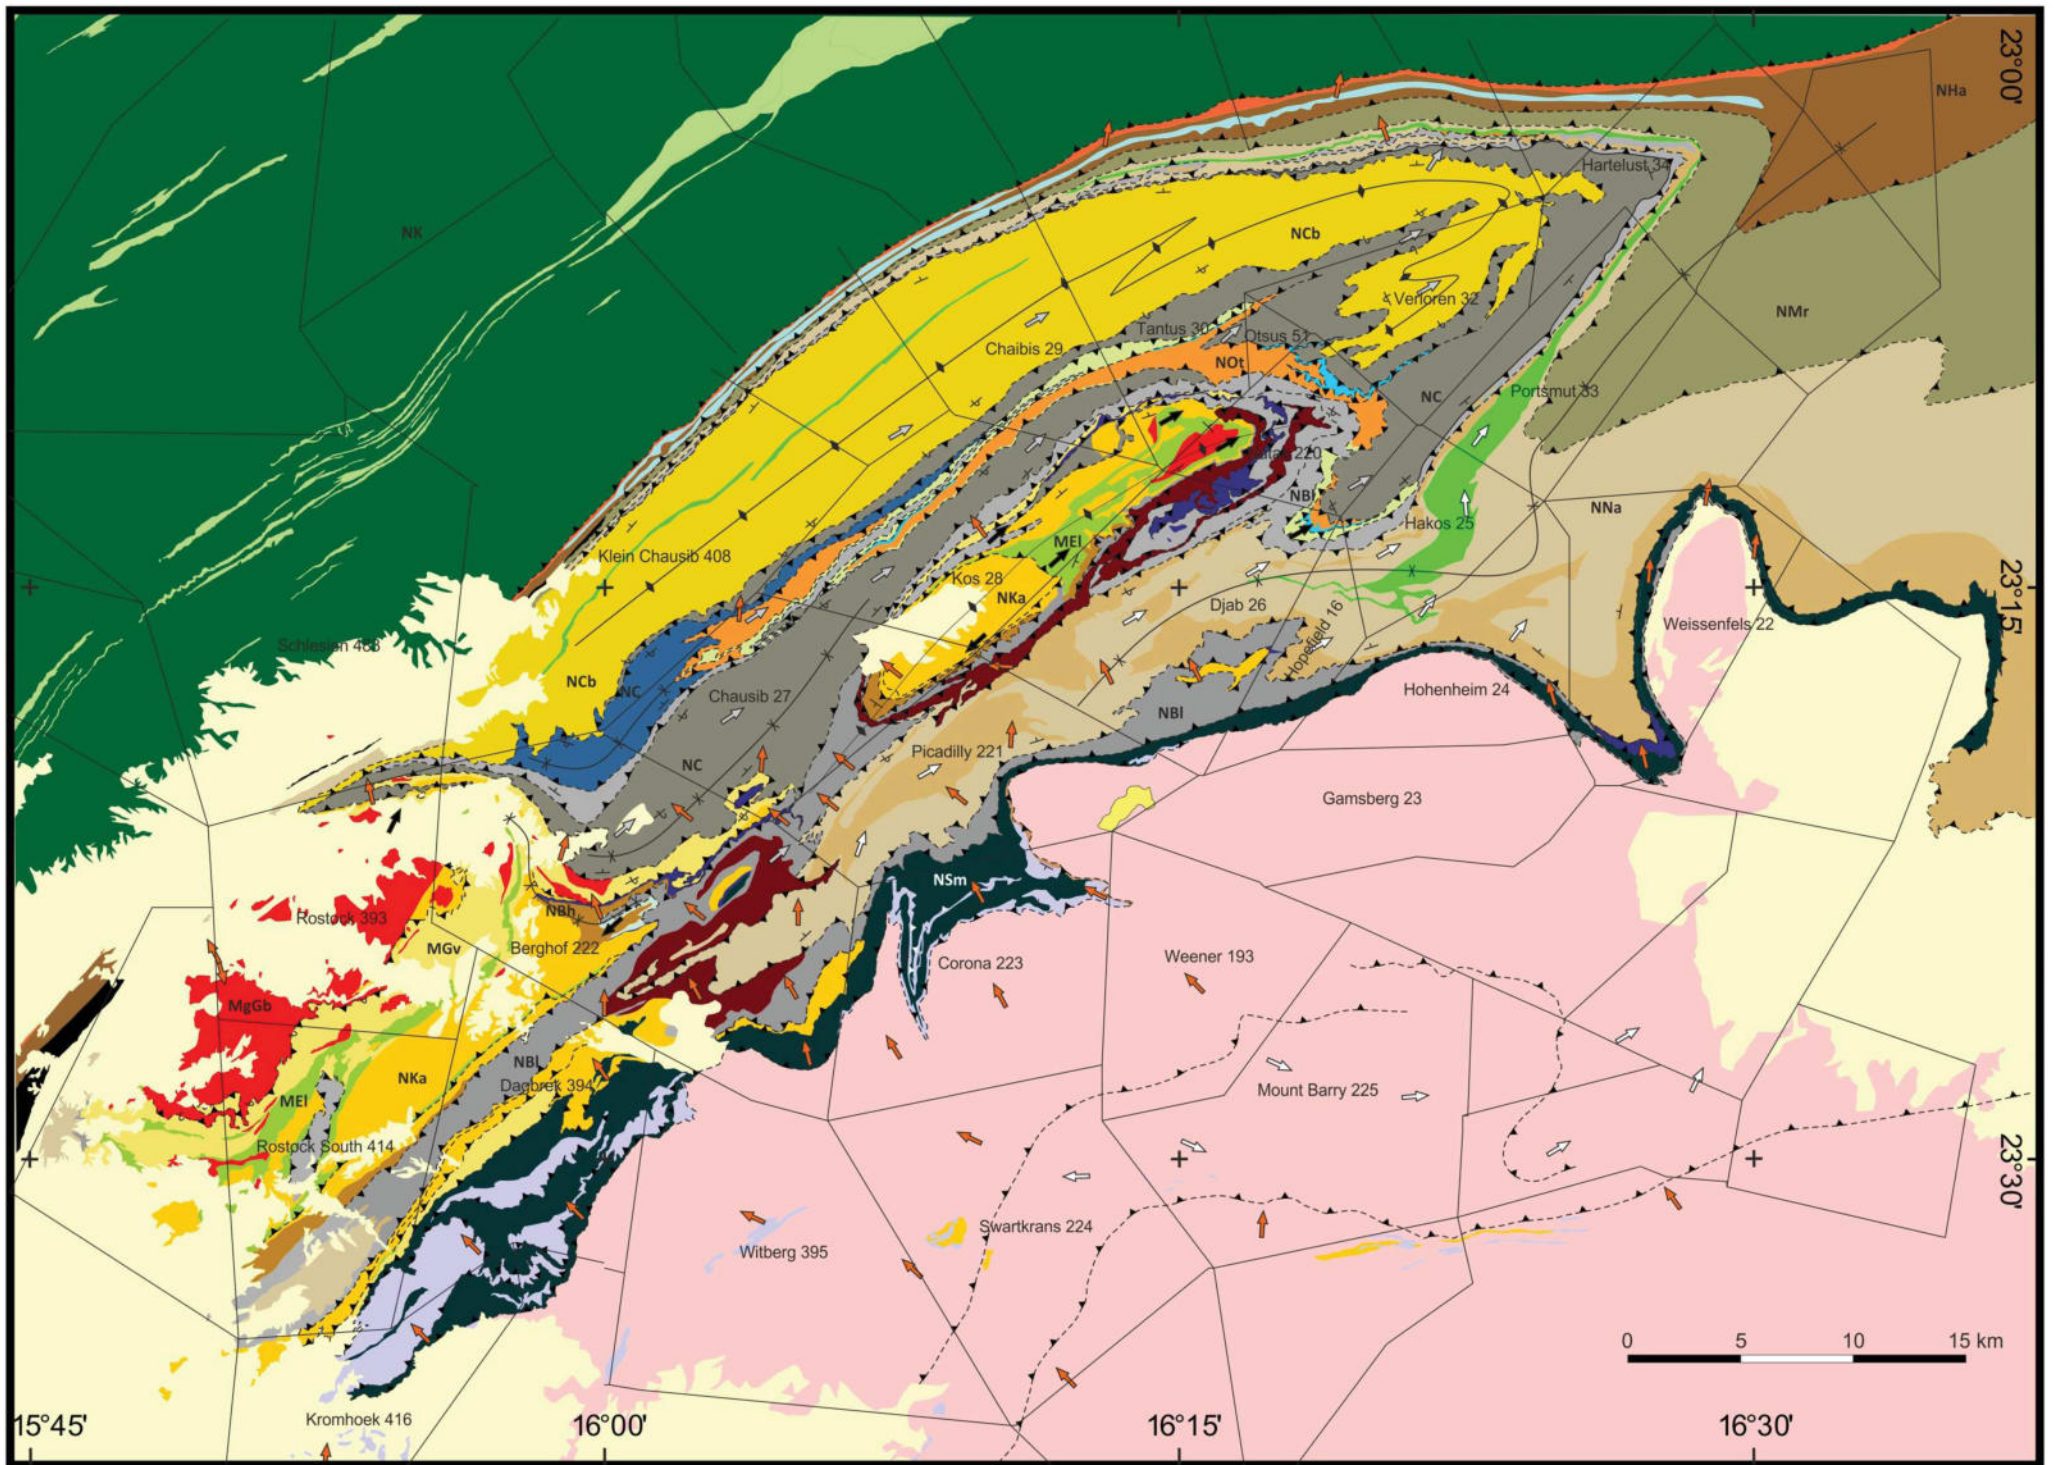 23°00'
NHa
Hartelust 34
NK
NCb
Verloren 32
NMr
Tantus 30
Otsus 51
Chaibis 29
NOt
NC
Portsmut 33
220
NBl
NNa
Hakos 25
MEl
Klein Chausib 408
Kos 28
NKa
Djab 26
Hopefield 16
Weissenfels 22
23°15'
Schlesien 483
NCb
NC
Chausib 27
Hohenheim 24
NBl
Picadilly 221
NC
Gamsberg 23
NSm
Rostock 393
NBh
MGv
Berghof 222
Corona 223
Weener 193
MgGb
NBl
NKa
Dagbrek 394
Mount Barry 225
MEl
Rostock South 414
23°30'
Swartkrans 224
Witberg 395
0 5 10 15 km
Kromhoek 416
15°45' 16°00' 16°15' 16°30'